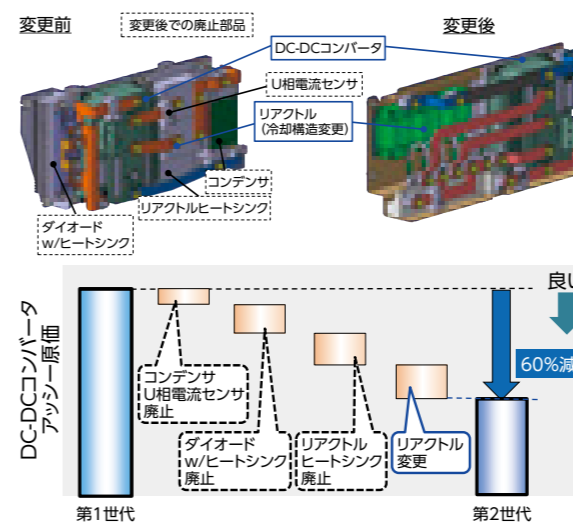 変更前
変更後での廃止部品
変更後
DC-DCコンバータ
U相電流センサ
リアクトル
(冷却構造変更)
コンデンサ
リアクトルヒートシンク
ダイオード
w/ヒートシンク
DC-DCコンバータ
アッシー原価
良い
60%減
コンデンサ
U相電流センサ
廃止
ダイオード
w/ヒートシンク
廃止
リアクトル
ヒートシンク
廃止
リアクトル
変更
第1世代
第2世代